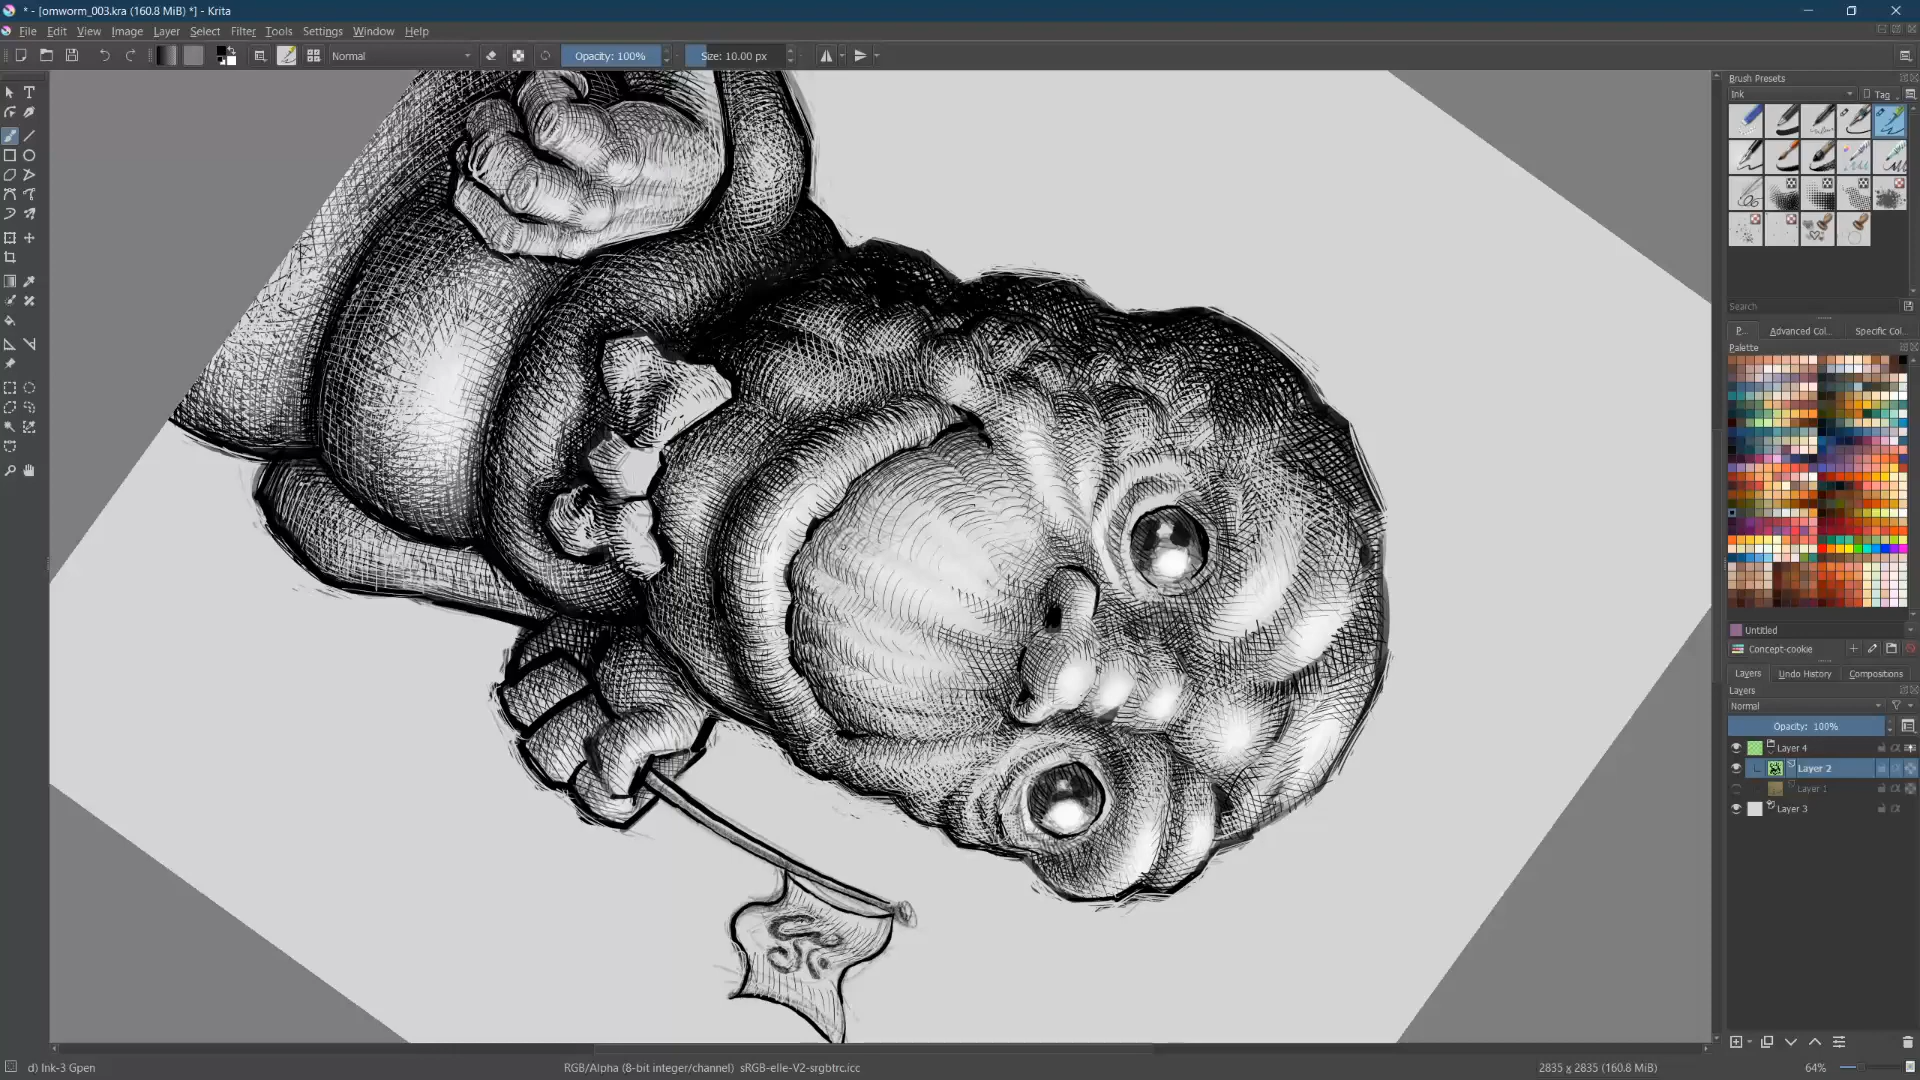 * - [omworm_003.kra (160.8 MiB) *] - Krita
File Edit View Image Layer Select Filter Tools Settings Window Help
Normal Opacity: 100% Size: 10.00 px
Brush Presets
Ink Tag
Search
P... Advanced Col... Specific Col...
Palette
Untitled
Concept-cookie
Layers Undo History Compositions
Layers
Normal
Opacity: 100%
Layer 4
Layer 2
Layer 1
Layer 3
d) Ink-3 Gpen RGB/Alpha (8-bit integer/channel) sRGB-elle-V2-srgbtrc.icc 2835 x 2835 (160.8 MiB) 64%